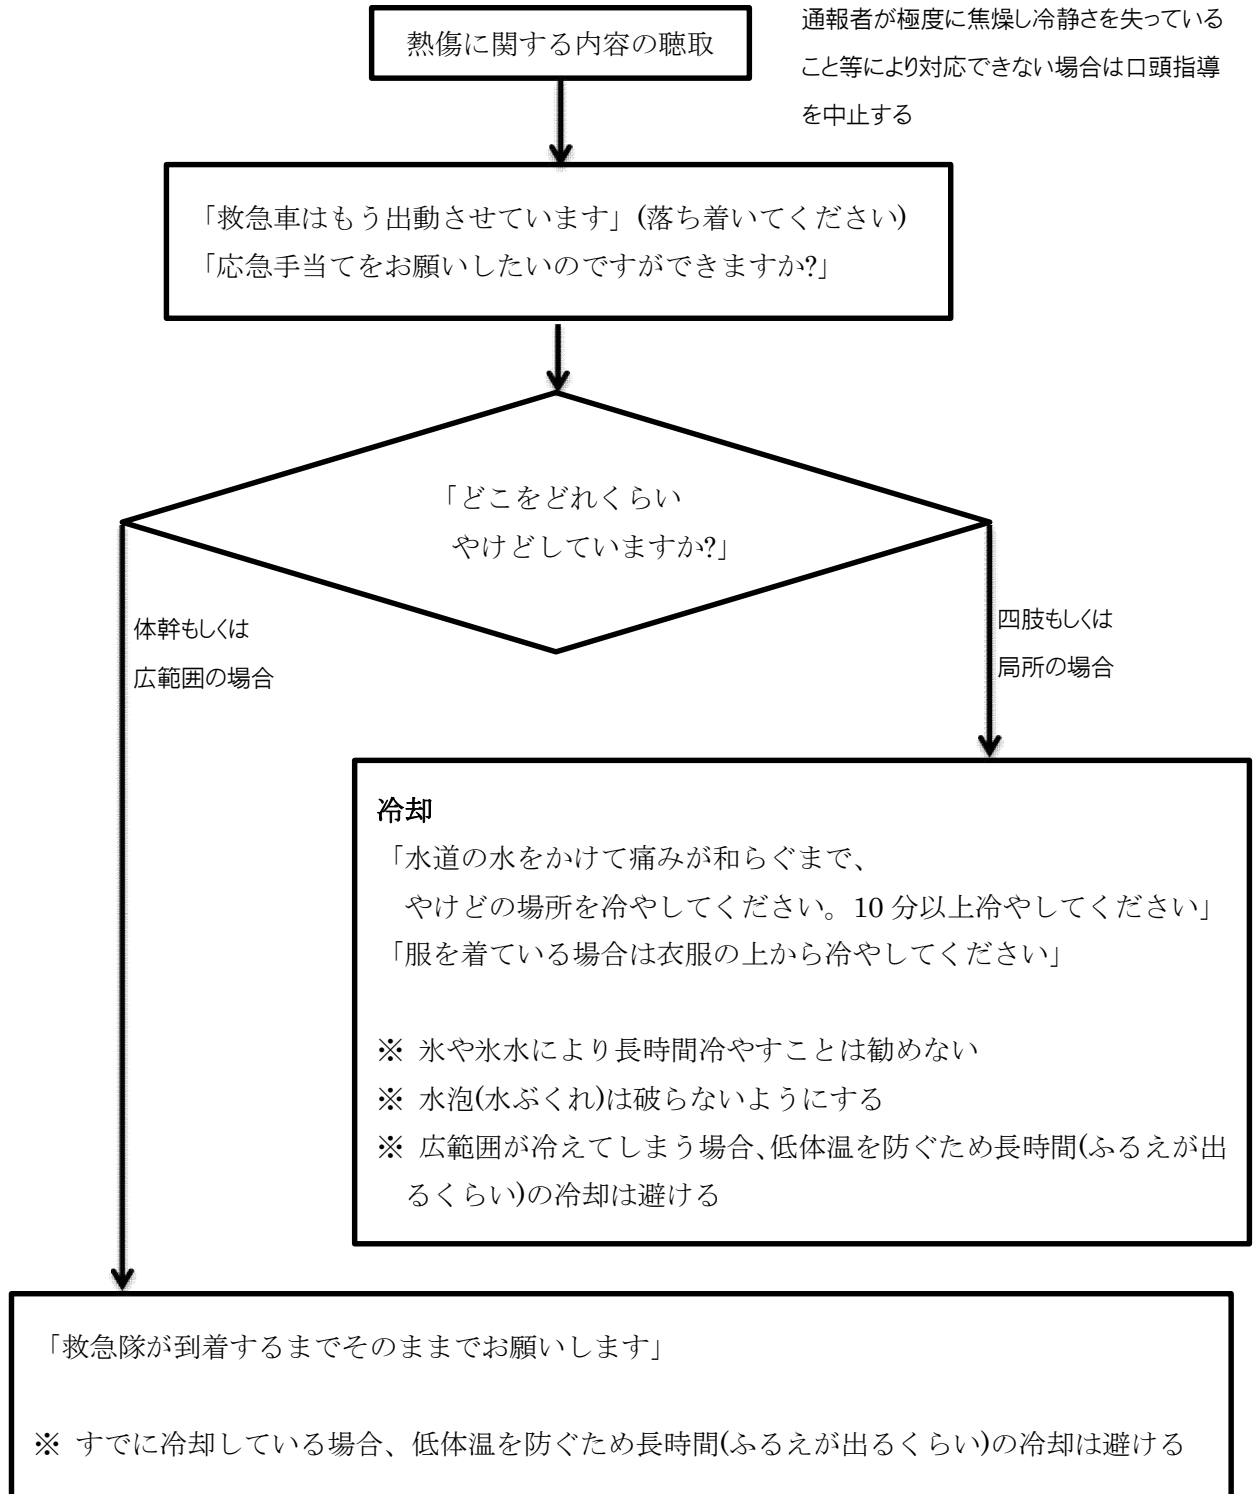 熱傷に関する内容の聴取
通報者が極度に焦燥し冷静さを失っている
こと等により対応できない場合は口頭指導
を中止する
「救急車はもう出動させています」(落ち着いてください)
「応急手当てをお願いしたいのですができますか?」
「どこをどれくらい
やけどしていますか?」
体幹もしくは
広範囲の場合
四肢もしくは
局所の場合
冷却
「水道の水をかけて痛みが和らぐまで、
やけどの場所を冷やしてください。10 分以上冷やしてください」
「服を着ている場合は衣服の上から冷やしてください」
※ 氷や氷水により長時間冷やすことは勧めない
※ 水泡(水ぶくれ)は破らないようにする
※ 広範囲が冷えてしまう場合、低体温を防ぐため長時間(ふるえが出
るくらい)の冷却は避ける
「救急隊が到着するまでそのままでお願いします」
※ すでに冷却している場合、低体温を防ぐため長時間(ふるえが出るくらい)の冷却は避ける